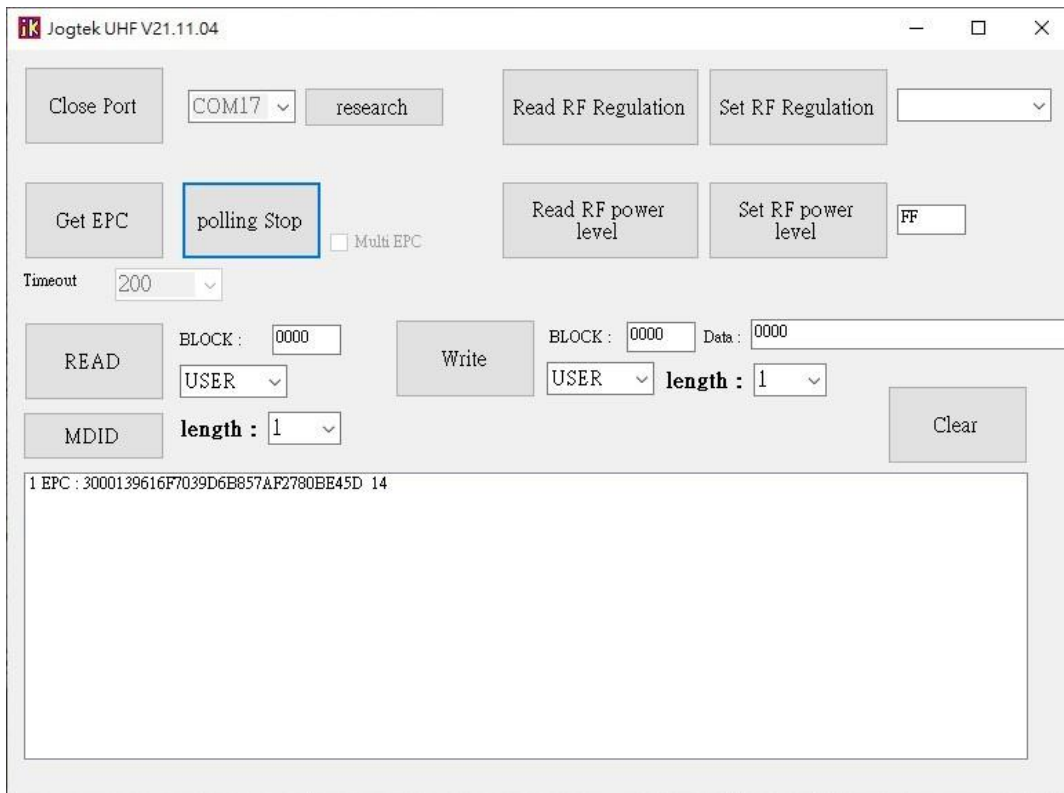 Jogtek UHF V21.11.04
Close Port COM17 research Read RF Regulation Set RF Regulation
Get EPC polling Stop Multi EPC Read RF power level Set RF power level FF
Timeout 200
READ BLOCK : 0000 USER Write BLOCK : 0000 Data : 0000
USER length : 1
MDID length : 1 Clear
1 EPC : 3000139616F7039D6B857AF2780BE45D 14